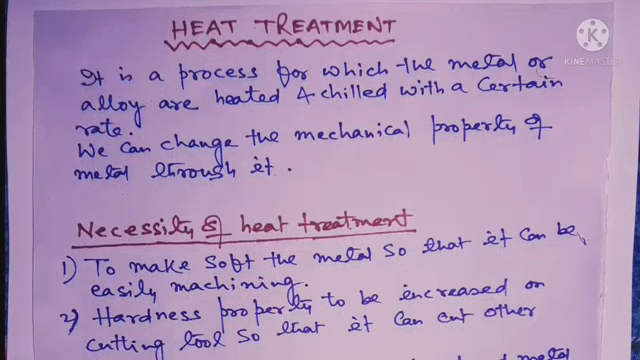 HEAT TREATMENT
It is a process for which the metal or
alloy are heated & chilled with a certain
rate.
We can change the mechanical property of
metal through it.
Necessity of heat treatment
1) To make soft the metal so that it can be
easily machining.
2) Hardness property to be increased on
cutting tool so that it can cut other
metal
K
KINEMASTER